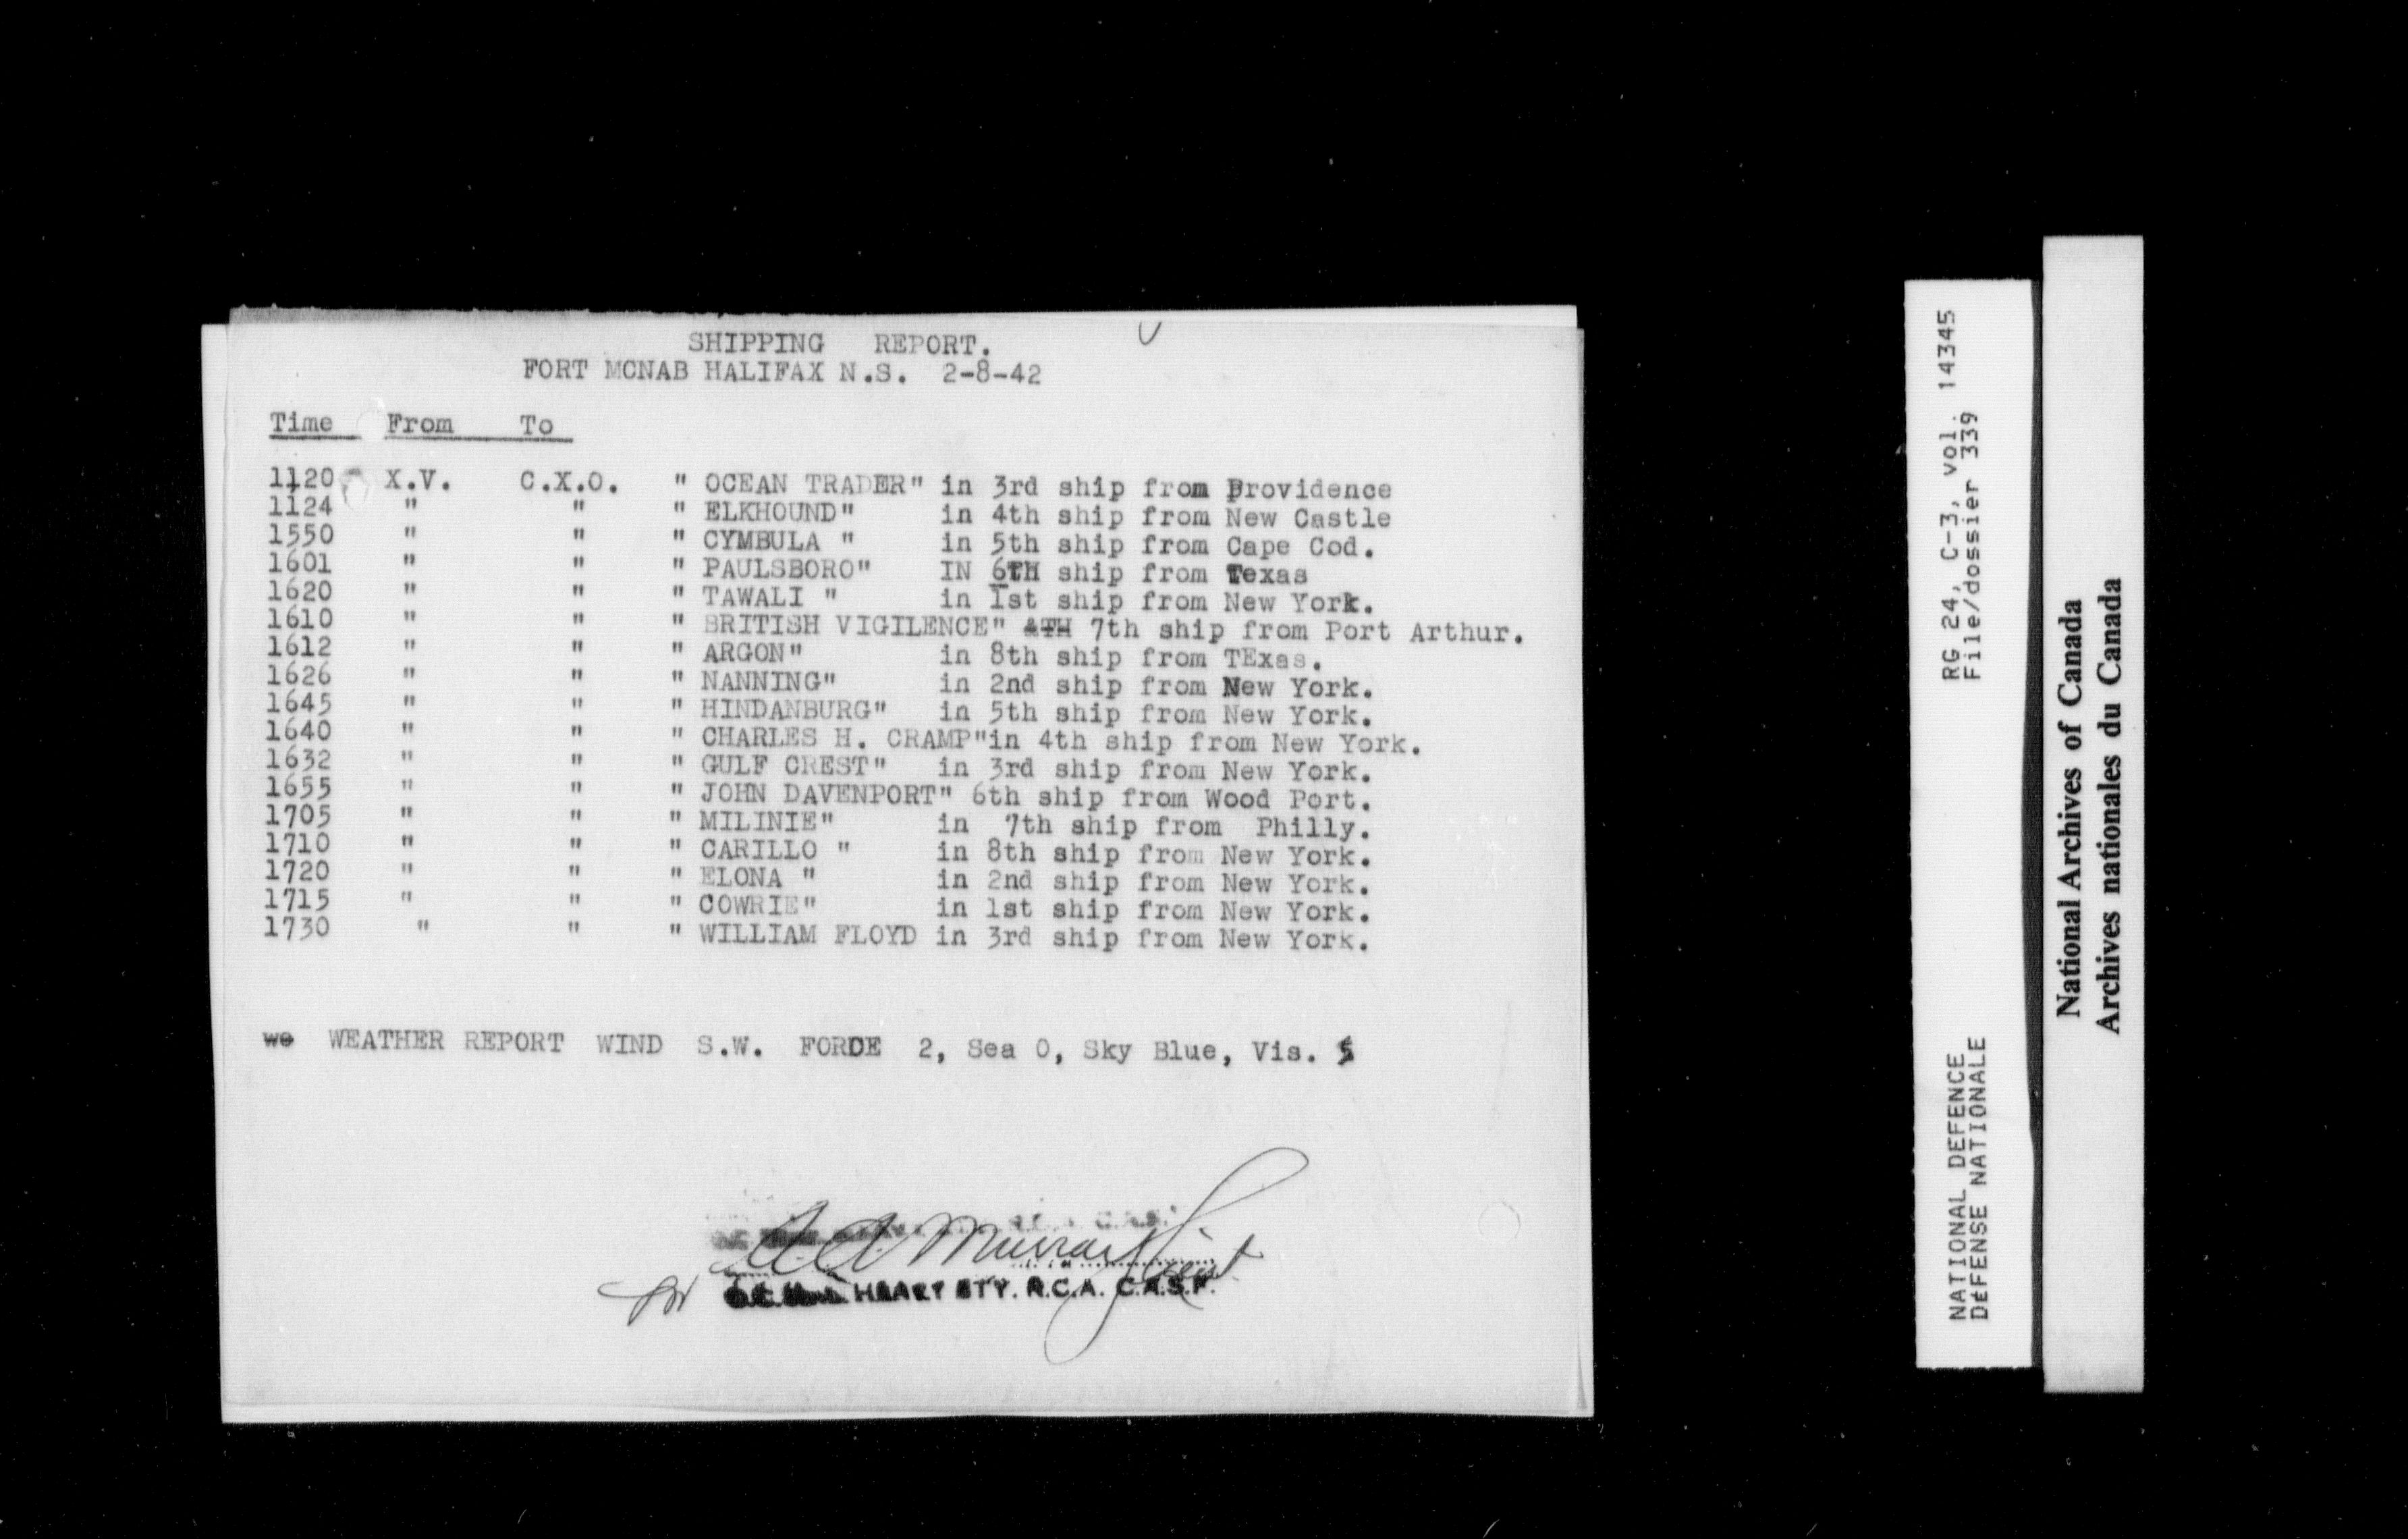 SHIPPING REPORT.
FORT MCNAB HALIFAX N.S. 2-8-42
Time From To
1120 X.V. C.X.O. " OCEAN TRADER" in 3rd ship from Providence
1124 " " " ELKHOUND" in 4th ship from New Castle
1550 " " " CYMBULA " in 5th ship from Cape Cod.
1601 " " " PAULSBORO" IN 6TH ship from Texas
1620 " " " TAWALI " in 1st ship from New York.
1610 " " " BRITISH VIGILENCE" &TH 7th ship from Port Arthur.
1612 " " " ARGON" in 8th ship from TExas.
1626 " " " NANNING" in 2nd ship from New York.
1645 " " " HINDANBURG" in 5th ship from New York.
1640 " " " CHARLES H. CRAMP"in 4th ship from New York.
1632 " " " GULF CREST" in 3rd ship from New York.
1655 " " " JOHN DAVENPORT" 6th ship from Wood Port.
1705 " " " MILINIE" in 7th ship from Philly.
1710 " " " CARILLO " in 8th ship from New York.
1720 " " " ELONA " in 2nd ship from New York.
1715 " " " COWRIE" in 1st ship from New York.
1730 " " " WILLIAM FLOYD in 3rd ship from New York.
we WEATHER REPORT WIND S.W. FORCE 2, Sea 0, Sky Blue, Vis. 5
A.A. Murray Lieut
for HEAVY BTY. R.C.A. C.A.S.F.
RG 24, C-3, vol. 14345
File/dossier 339
NATIONAL DEFENCE
DÉFENSE NATIONALE
National Archives of Canada
Archives nationales du Canada